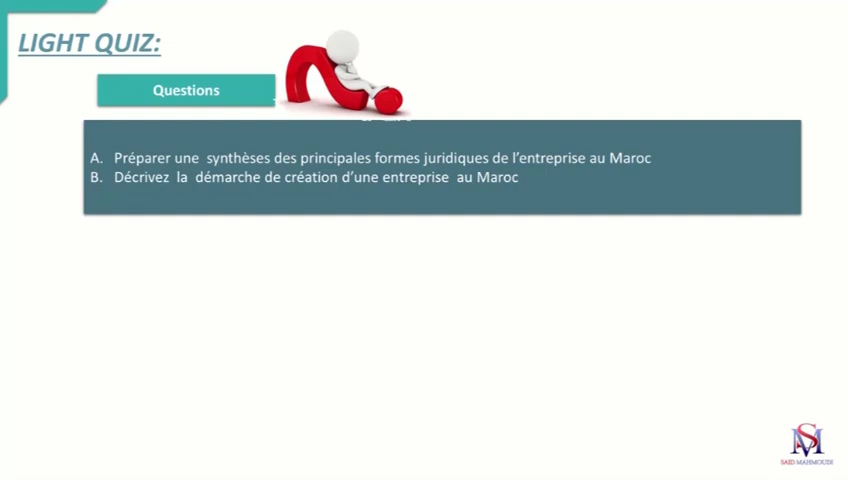 LIGHT QUIZ:
Questions
A. Préparer une synthèses des principales formes juridiques de l’entreprise au Maroc
B. Décrivez la démarche de création d’une entreprise au Maroc
SM
SAID MAHMOUDI